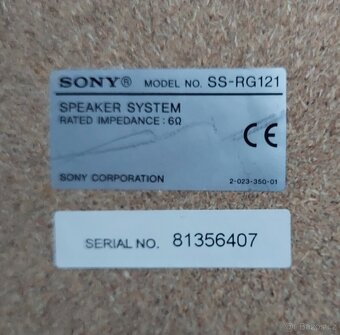 SONY® MODEL NO. SS-RG121
SPEAKER SYSTEM
RATED IMPEDANCE : 6Ω
CE
SONY CORPORATION 2-023-350-01
SERIAL NO. 81356407